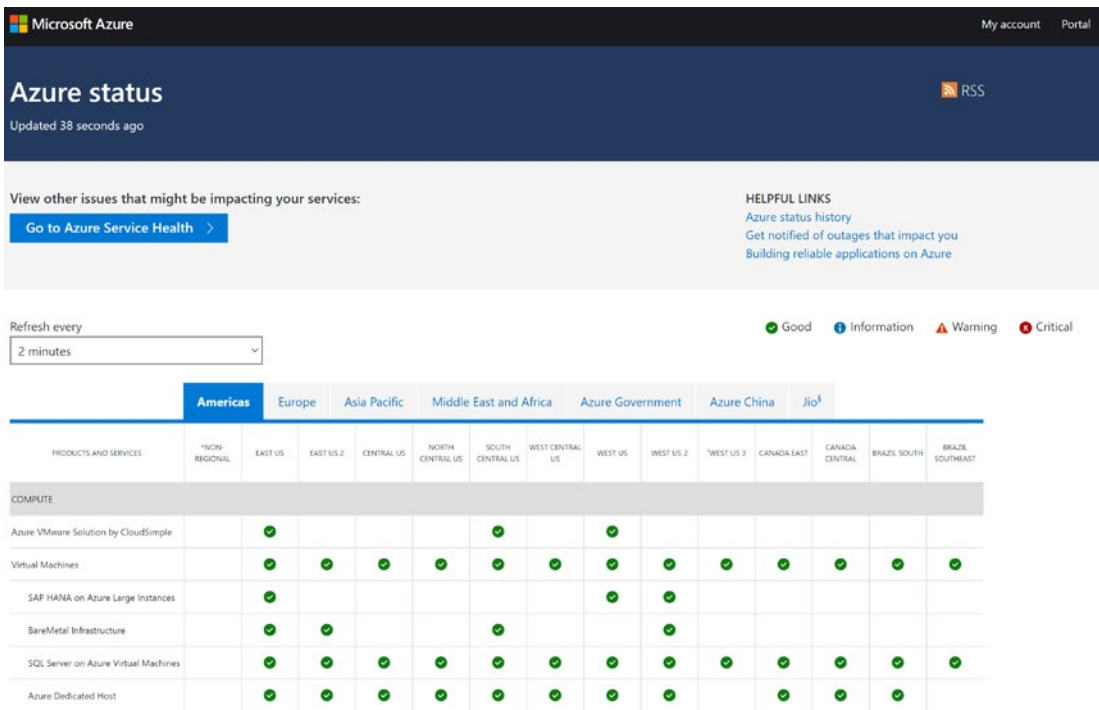 Microsoft Azure
My account Portal
Azure status
RSS
Updated 38 seconds ago
View other issues that might be impacting your services:
Go to Azure Service Health
HELPFUL LINKS
Azure status history
Get notified of outages that impact you
Building reliable applications on Azure
Refresh every
2 minutes
Good Information Warning Critical
Americas Europe Asia Pacific Middle East and Africa Azure Government Azure China Jio§
PRODUCTS AND SERVICES *NON-REGIONAL EAST US EAST US 2 CENTRAL US NORTH CENTRAL US SOUTH CENTRAL US WEST CENTRAL US WEST US WEST US 2 WEST US 3 CANADA EAST CANADA CENTRAL BRAZIL SOUTH BRAZIL SOUTHEAST
COMPUTE
Azure VMware Solution by CloudSimple
Virtual Machines
SAP HANA on Azure Large Instances
BareMetal Infrastructure
SQL Server on Azure Virtual Machines
Azure Dedicated Host